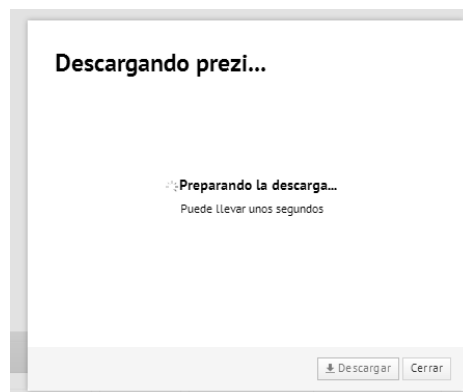 Descargando prezi...
Preparando la descarga...
Puede llevar unos segundos
Descargar Cerrar